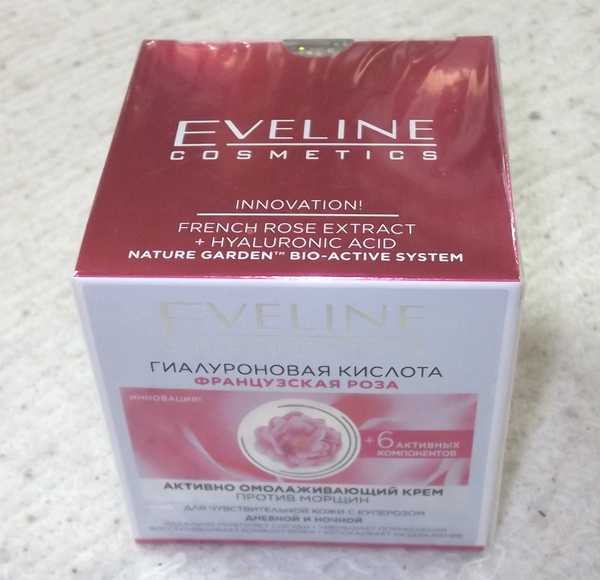 EVELINE
COSMETICS
INNOVATION!
FRENCH ROSE EXTRACT
+ HYALURONIC ACID
NATURE GARDEN™ BIO-ACTIVE SYSTEM
EVELINE
COSMETICS
ГИАЛУРОНОВАЯ КИСЛОТА
ФРАНЦУЗСКАЯ РОЗА
ИННОВАЦИЯ!
+6 АКТИВНЫХ
КОМПОНЕНТОВ
АКТИВНО ОМОЛАЖИВАЮЩИЙ КРЕМ
ПРОТИВ МОРЩИН
ДЛЯ ЧУВСТВИТЕЛЬНОЙ КОЖИ С КУПЕРОЗОМ
ДНЕВНОЙ И НОЧНОЙ